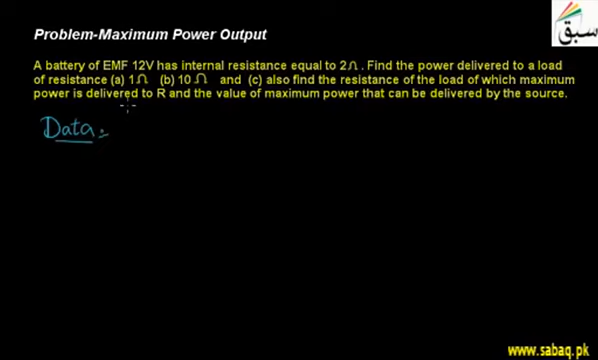 Problem-Maximum Power Output
سبق
A battery of EMF 12V has internal resistance equal to 2Ω. Find the power delivered to a load
of resistance (a) 1Ω (b) 10 Ω and (c) also find the resistance of the load of which maximum
power is delivered to R and the value of maximum power that can be delivered by the source.
Data:
www.sabaq.pk